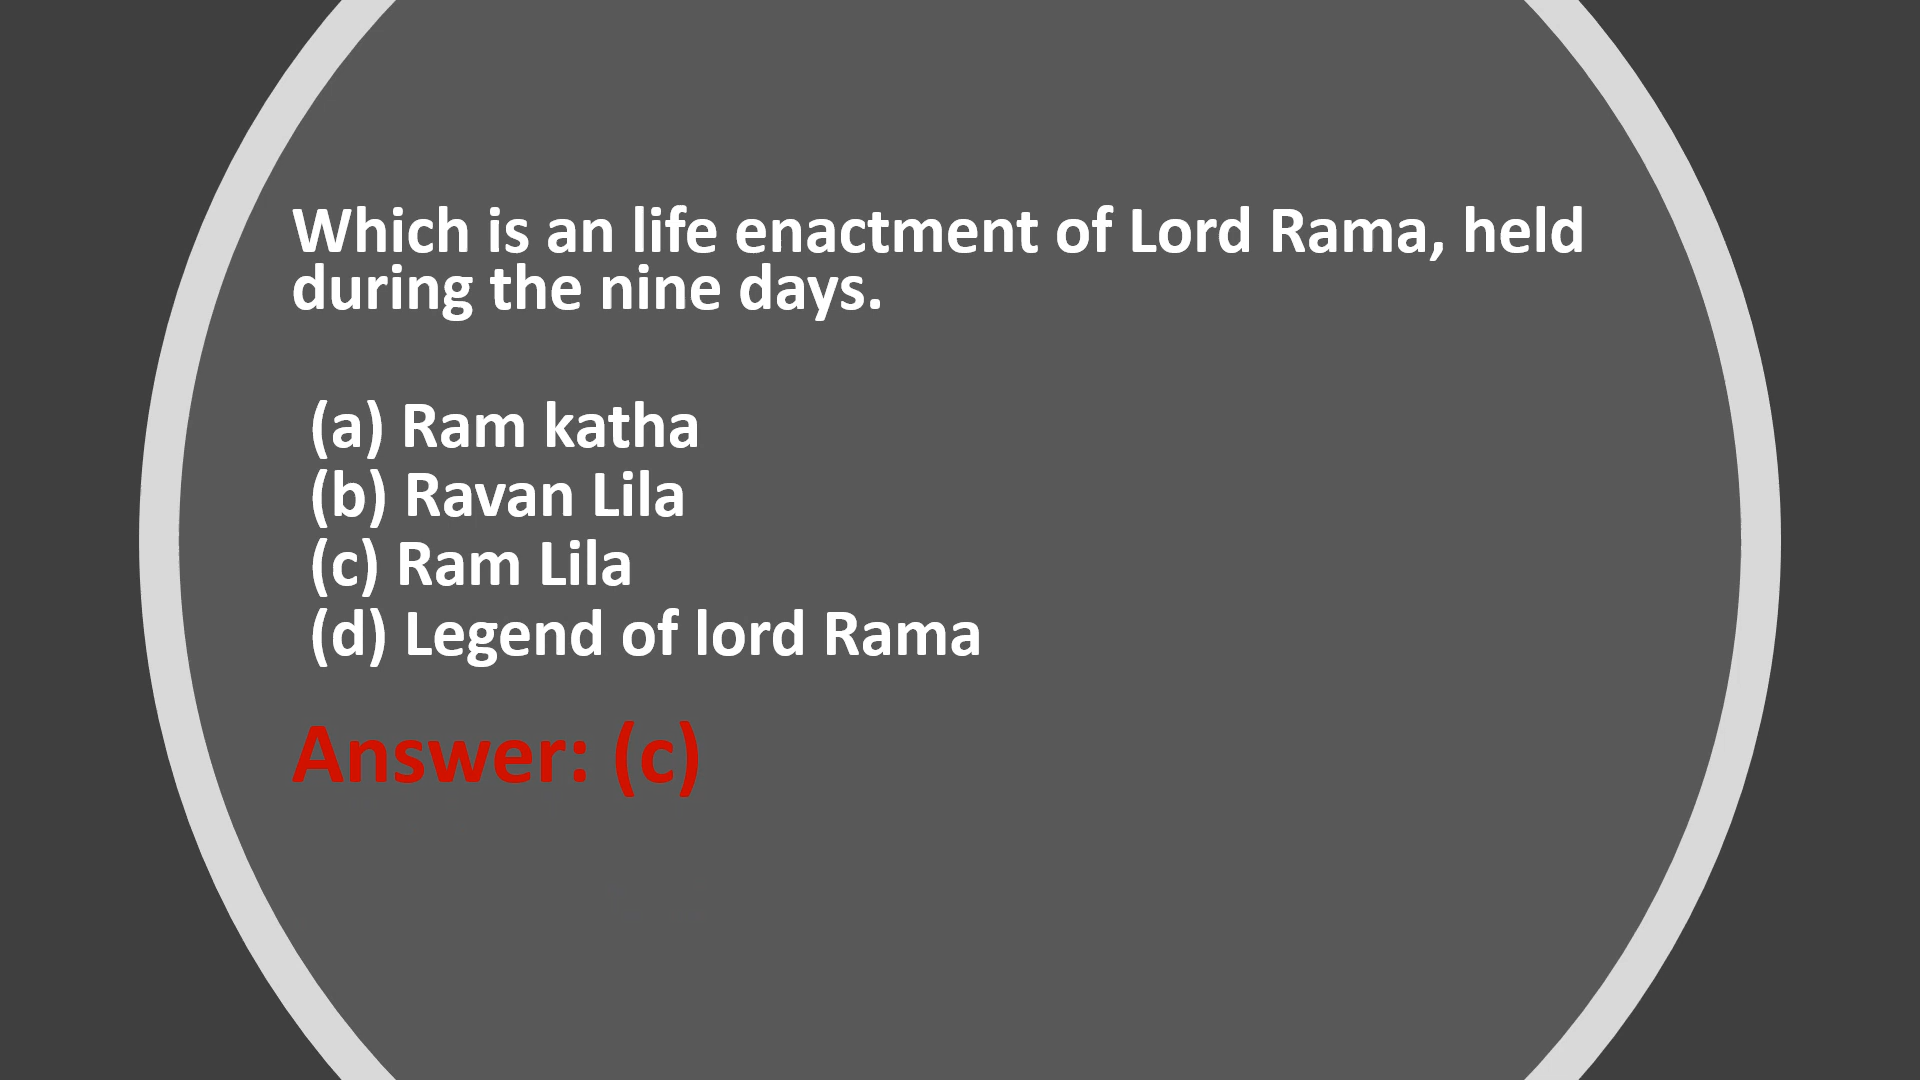 Which is an life enactment of Lord Rama, held
during the nine days.
(a) Ram katha
(b) Ravan Lila
(c) Ram Lila
(d) Legend of lord Rama
Answer: (c)